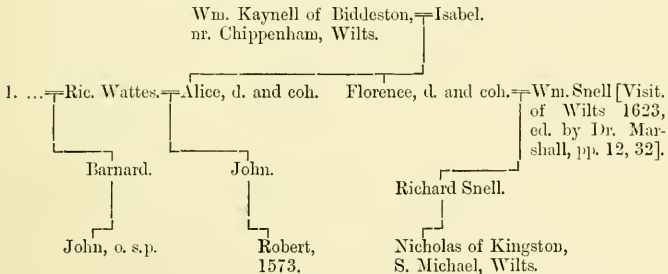 Wm. Kaynell of Biddeston, Isabel.
nr. Chippenham, Wilts.
1. ... Ric. Wattes. Alice, d. and coh. Florence, d. and coh. Wm. Snell [Visit.
of Wilts 1623,
ed. by Dr. Mar-
shall, pp. 12, 32].
Barnard. John.
Richard Snell.
John, o. s.p. Robert, Nicholas of Kingston,
1573. S. Michael, Wilts.